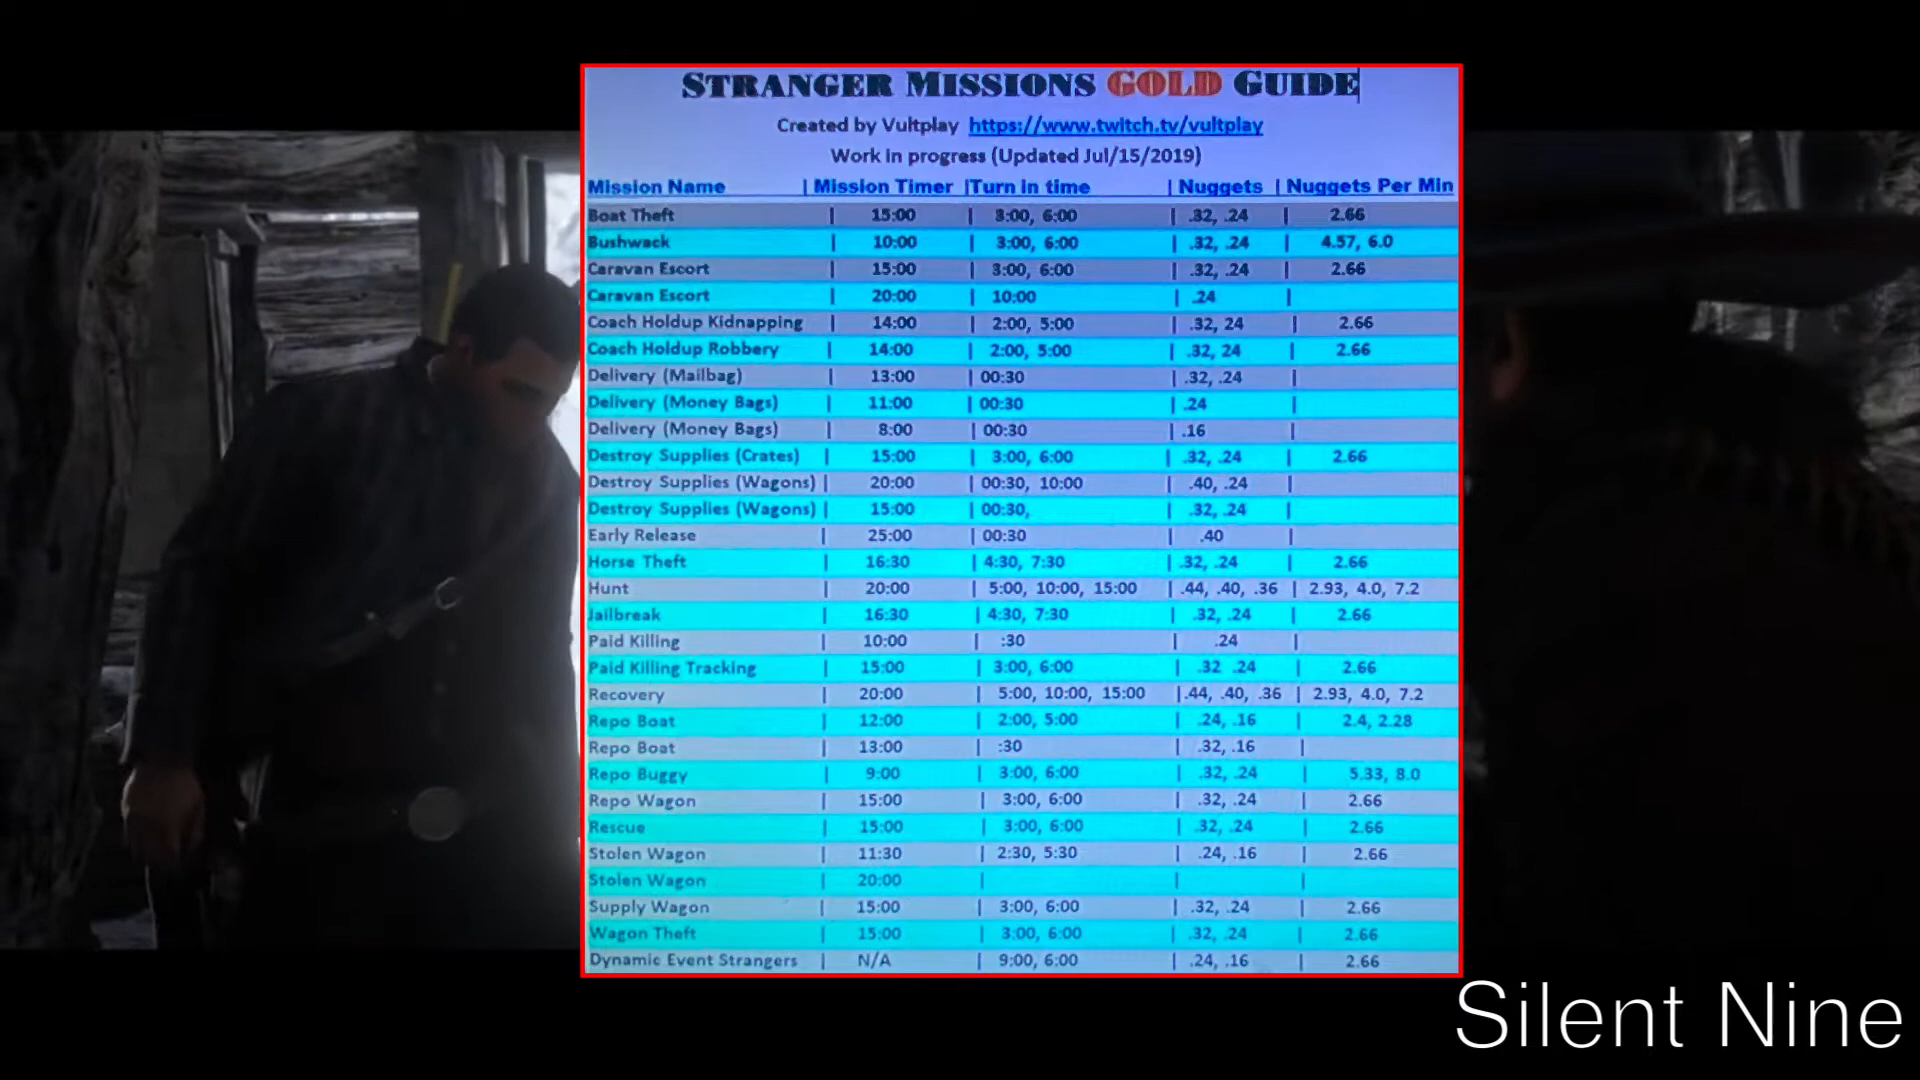 STRANGER MISSIONS GOLD GUIDE
Created by Vultplay https://www.twitch.tv/vultplay
Work in progress (Updated Jul/15/2019)
Mission Name | Mission Timer |Turn in time | Nuggets | Nuggets Per Min
Boat Theft | 15:00 | 3:00, 6:00 | .32, .24 | 2.66
Bushwack | 10:00 | 3:00, 6:00 | .32, .24 | 4.57, 6.0
Caravan Escort | 15:00 | 3:00, 6:00 | .32, .24 | 2.66
Caravan Escort | 20:00 | 10:00 | .24 |
Coach Holdup Kidnapping | 14:00 | 2:00, 5:00 | .32, 24 | 2.66
Coach Holdup Robbery | 14:00 | 2:00, 5:00 | .32, 24 | 2.66
Delivery (Mailbag) | 13:00 | 00:30 | .32, .24 |
Delivery (Money Bags) | 11:00 | 00:30 | .24 |
Delivery (Money Bags) | 8:00 | 00:30 | .16 |
Destroy Supplies (Crates) | 15:00 | 3:00, 6:00 | .32, .24 | 2.66
Destroy Supplies (Wagons) | 20:00 | 00:30, 10:00 | .40, .24 |
Destroy Supplies (Wagons) | 15:00 | 00:30, | .32, .24 |
Early Release | 25:00 | 00:30 | .40 |
Horse Theft | 16:30 | 4:30, 7:30 | .32, .24 | 2.66
Hunt | 20:00 | 5:00, 10:00, 15:00 | .44, .40, .36 | 2.93, 4.0, 7.2
Jailbreak | 16:30 | 4:30, 7:30 | .32, .24 | 2.66
Paid Killing | 10:00 | :30 | .24 |
Paid Killing Tracking | 15:00 | 3:00, 6:00 | .32 .24 | 2.66
Recovery | 20:00 | 5:00, 10:00, 15:00 |.44, .40, .36 | 2.93, 4.0, 7.2
Repo Boat | 12:00 | 2:00, 5:00 | .24, .16 | 2.4, 2.28
Repo Boat | 13:00 | :30 | .32, .16 |
Repo Buggy | 9:00 | 3:00, 6:00 | .32, .24 | 5.33, 8.0
Repo Wagon | 15:00 | 3:00, 6:00 | .32, .24 | 2.66
Rescue | 15:00 | 3:00, 6:00 | .32, .24 | 2.66
Stolen Wagon | 11:30 | 2:30, 5:30 | .24, .16 | 2.66
Stolen Wagon | 20:00 | | |
Supply Wagon | 15:00 | 3:00, 6:00 | .32, .24 | 2.66
Wagon Theft | 15:00 | 3:00, 6:00 | .32, .24 | 2.66
Dynamic Event Strangers | N/A | 9:00, 6:00 | .24, .16 | 2.66
Silent Nine